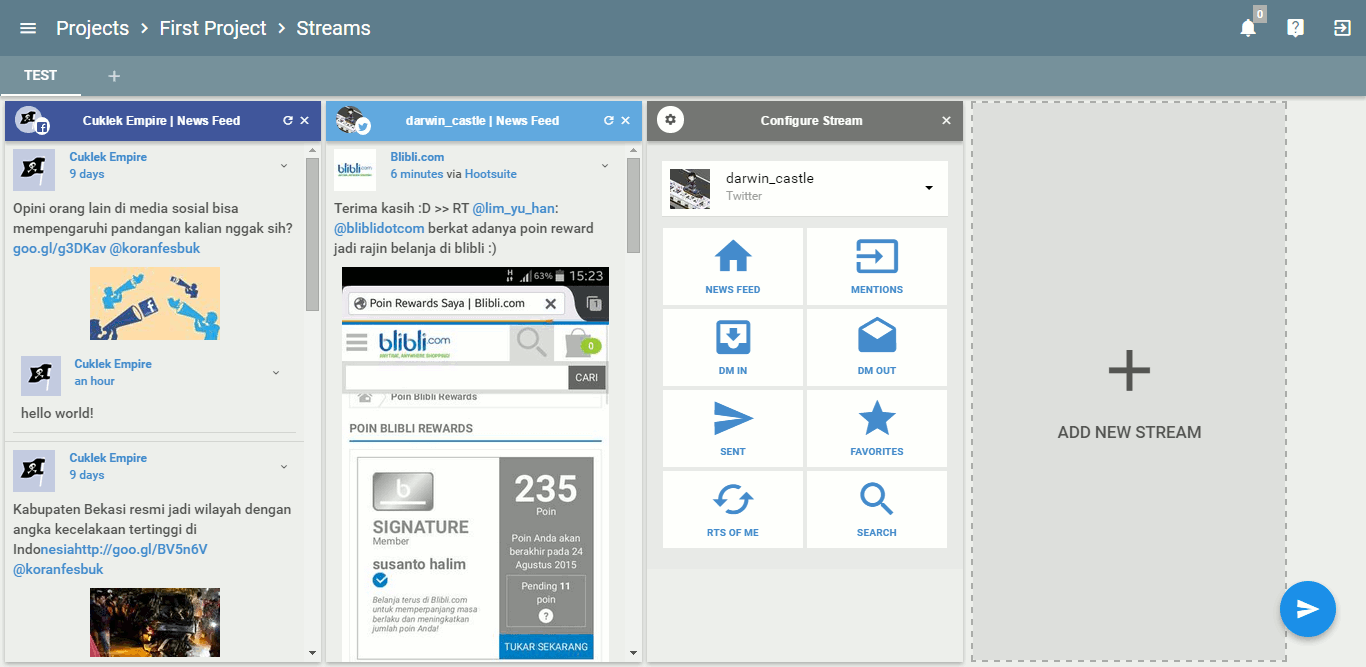 Projects > First Project > Streams
0
TEST
+
Cuklek Empire | News Feed
Cuklek Empire
9 days
Opini orang lain di media sosial bisa
mempengaruhi pandangan kalian nggak sih?
goo.gl/g3DKav @koranfesbuk
Cuklek Empire
an hour
hello world!
Cuklek Empire
9 days
Kabupaten Bekasi resmi jadi wilayah dengan
angka kecelakaan tertinggi di
Indonesiahttp://goo.gl/BV5n6V
@koranfesbuk
darwin_castle | News Feed
blibli.com
Blibli.com
6 minutes via Hootsuite
Terima kasih :D >> RT @lim_yu_han:
@bliblidotcom berkat adanya poin reward
jadi rajin belanja di blibli :)
H 63% 15:23
Poin Rewards Saya | Blibli.com
1
blibli.com
ANYTIME, ANYWHERE SHOPPING!
0
CARI
Poin Blibli Rewards
POIN BLIBLI REWARDS
b
SIGNATURE
Member
susanto halim
Belanja terus di Blibli.com
untuk memperpanjang masa
berlaku dan meningkatkan
jumlah poin Anda!
235
Poin
Poin Anda akan
berakhir pada 24
Agustus 2015
Pending 11
poin
?
TUKAR SEKARANG
Configure Stream
darwin_castle
Twitter
NEWS FEED
MENTIONS
DM IN
DM OUT
SENT
FAVORITES
RTS OF ME
SEARCH
ADD NEW STREAM